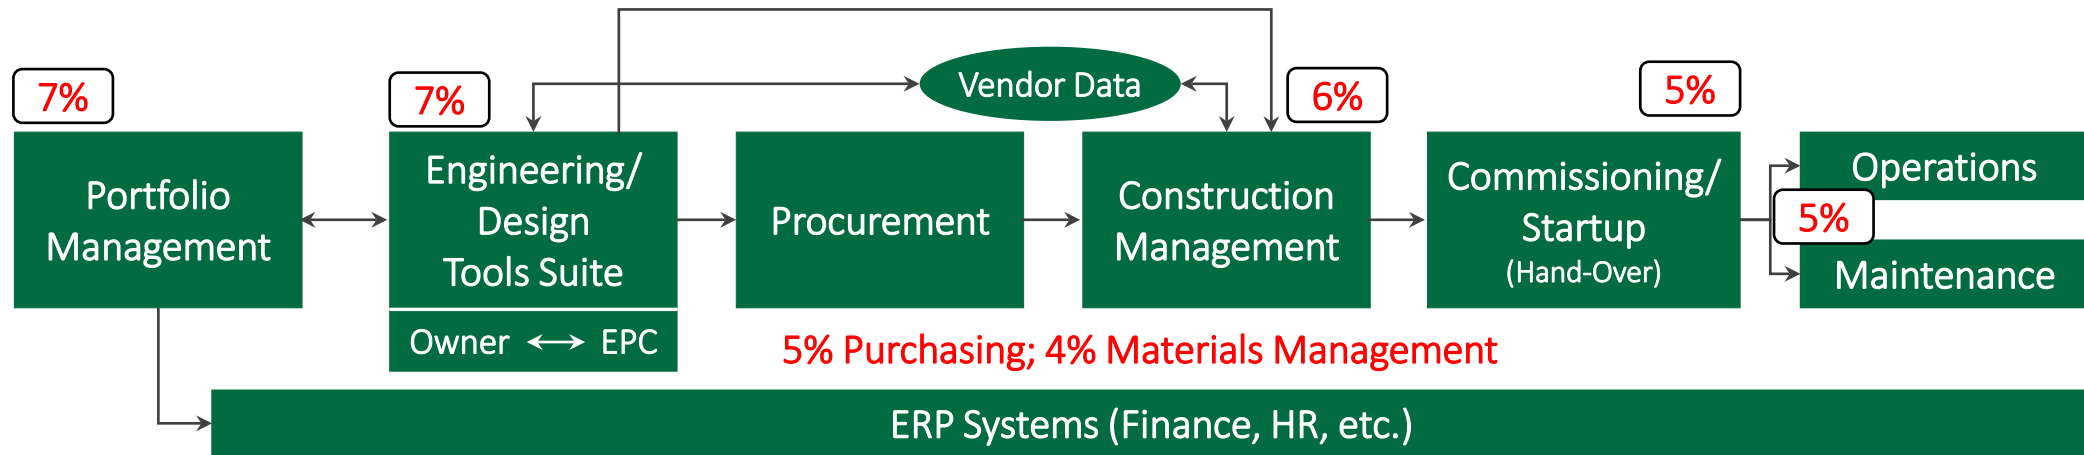 Vendor Data
7%
7%
6%
5%
Portfolio
Management
Engineering/
Design
Tools Suite
Owner
EPC
Procurement
Construction
Management
Commissioning/
Startup
(Hand-Over)
Operations
5%
Maintenance
5% Purchasing; 4% Materials Management
ERP Systems (Finance, HR, etc.)